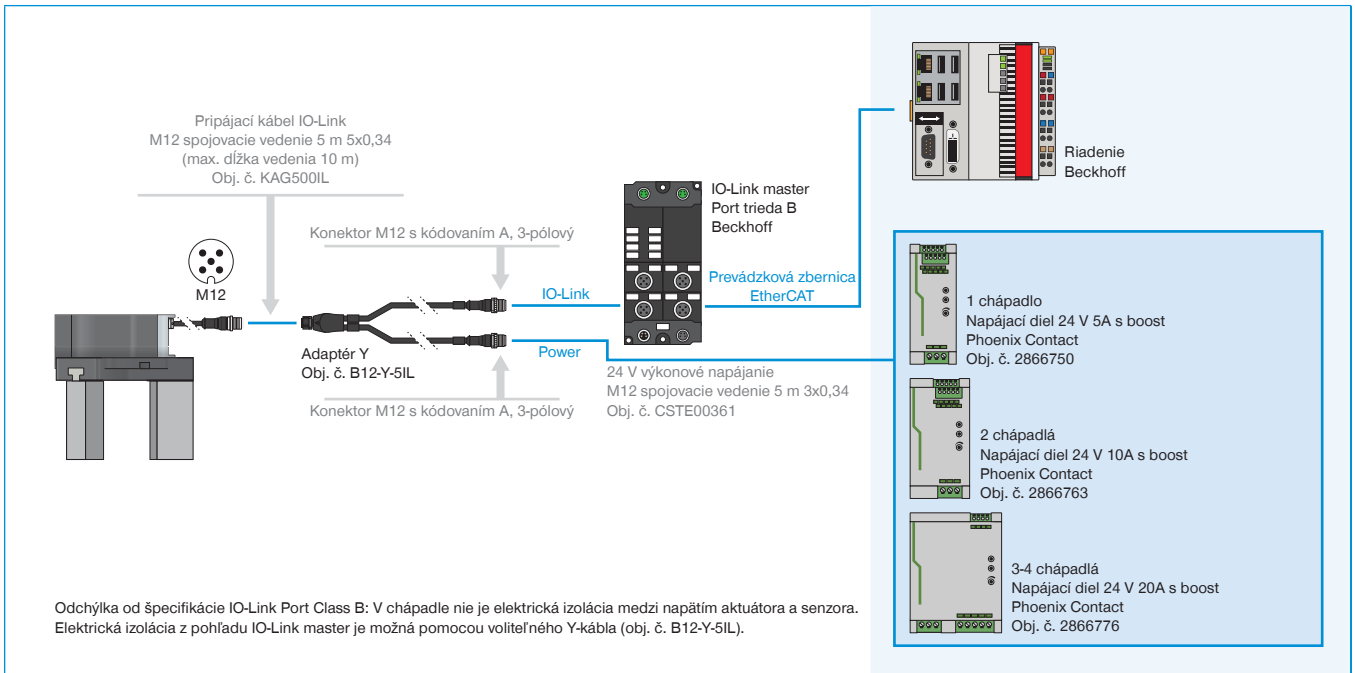 Pripájací kábel IO-Link
M12 spojovacie vedenie 5 m 5x0,34
(max. dĺžka vedenia 10 m)
Obj. č. KAG500IL
M12
Konektor M12 s kódovaním A, 3-pólový
Adaptér Y
Obj. č. B12-Y-5IL
Konektor M12 s kódovaním A, 3-pólový
IO-Link
Power
IO-Link master
Port trieda B
Beckhoff
Prevádzková zbernica
EtherCAT
24 V výkonové napájanie
M12 spojovacie vedenie 5 m 3x0,34
Obj. č. CSTE00361
Riadenie
Beckhoff
1 chápadlo
Napájací diel 24 V 5A s boost
Phoenix Contact
Obj. č. 2866750
2 chápadlá
Napájací diel 24 V 10A s boost
Phoenix Contact
Obj. č. 2866763
3-4 chápadlá
Napájací diel 24 V 20A s boost
Phoenix Contact
Obj. č. 2866776
Odchýlka od špecifikácie IO-Link Port Class B: V chápadle nie je elektrická izolácia medzi napätím aktuátora a senzora.
Elektrická izolácia z pohľadu IO-Link master je možná pomocou voliteľného Y-kábla (obj. č. B12-Y-5IL).